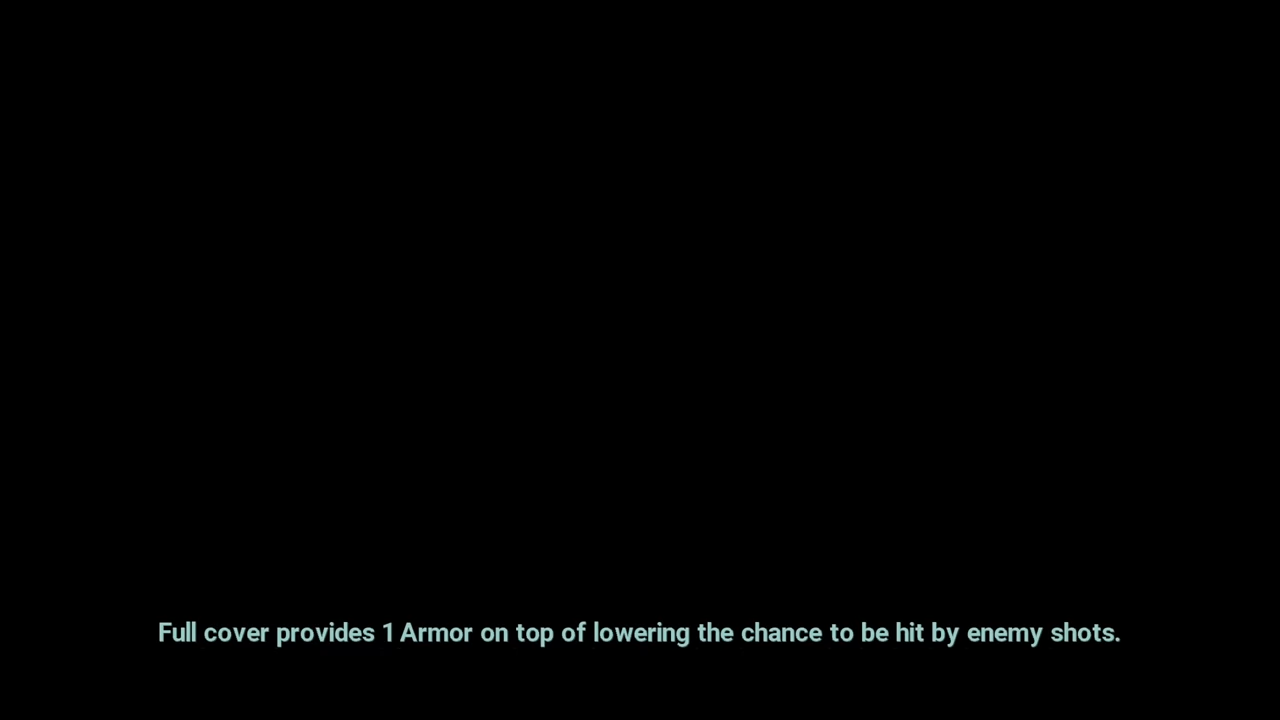 Full cover provides 1 Armor on top of lowering the chance to be hit by enemy shots.